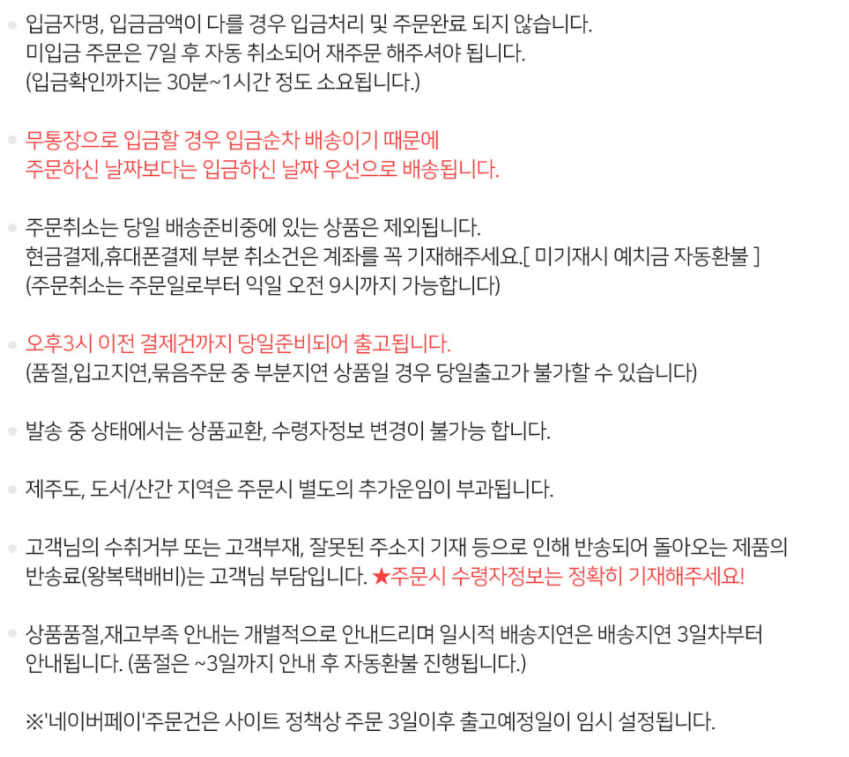 입금자명, 입금금액이 다를 경우 입금처리 및 주문완료 되지 않습니다.
미입금 주문은 7일 후 자동 취소되어 재주문 해주셔야 됩니다.
(입금확인까지는 30분~1시간 정도 소요됩니다.)
무통장으로 입금할 경우 입금순차 배송이기 때문에
주문하신 날짜보다는 입금하신 날짜 우선으로 배송됩니다.
주문취소는 당일 배송준비중에 있는 상품은 제외됩니다.
현금결제,휴대폰결제 부분 취소건은 계좌를 꼭 기재해주세요.[ 미기재시 예치금 자동환불 ]
(주문취소는 주문일로부터 익일 오전 9시까지 가능합니다)
오후3시 이전 결제건까지 당일준비되어 출고됩니다.
(품절,입고지연,묶음주문 중 부분지연 상품일 경우 당일출고가 불가할 수 있습니다)
발송 중 상태에서는 상품교환, 수령자정보 변경이 불가능 합니다.
제주도, 도서/산간 지역은 주문시 별도의 추가운임이 부과됩니다.
고객님의 수취거부 또는 고객부재, 잘못된 주소지 기재 등으로 인해 반송되어 돌아오는 제품의
반송료(왕복택배비)는 고객님 부담입니다. ★주문시 수령자정보는 정확히 기재해주세요!
상품품절,재고부족 안내는 개별적으로 안내드리며 일시적 배송지연은 배송지연 3일차부터
안내됩니다. (품절은 ~3일까지 안내 후 자동환불 진행됩니다.)
※'네이버페이'주문건은 사이트 정책상 주문 3일이후 출고예정일이 임시 설정됩니다.